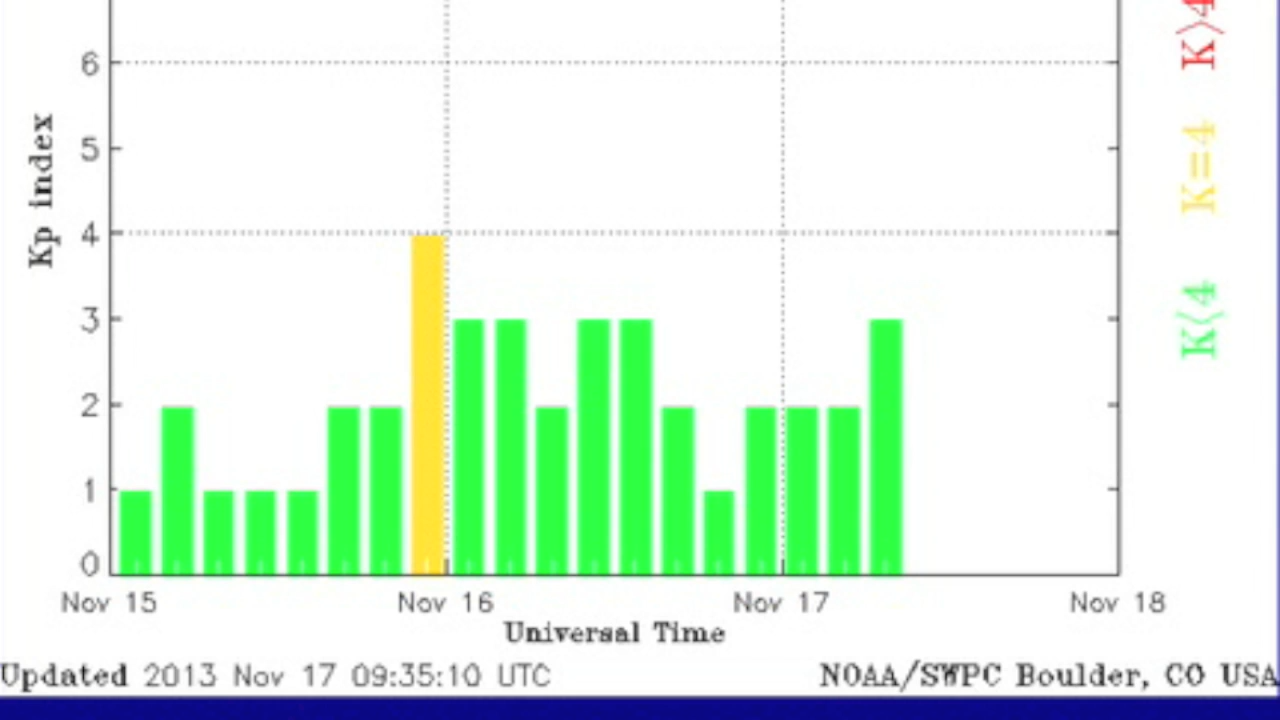 K>4
6
Kp index
5
K=4
4
3
K<4
2
1
0
Nov 15 Nov 16 Nov 17 Nov 18
Universal Time
Updated 2013 Nov 17 09:35:10 UTC NOAA/SWPC Boulder, CO USA